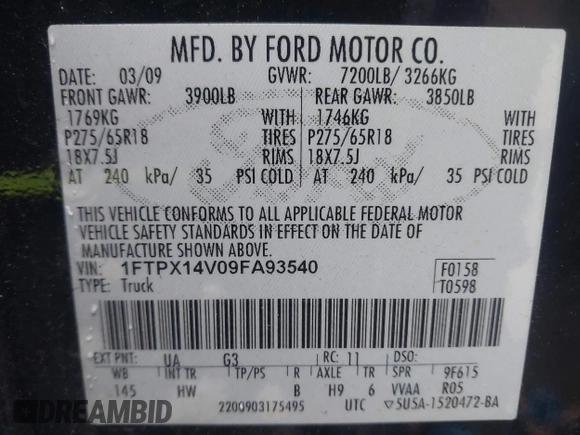 MFD. BY FORD MOTOR CO.
DATE: 03/09 GVWR: 7200LB/ 3266KG
FRONT GAWR: 3900LB REAR GAWR: 3850LB
1769KG WITH 1746KG WITH
P275/65R18 TIRES P275/65R18 TIRES
18X7.5J RIMS 18X7.5J RIMS
AT 240 kPa/ 35 PSI COLD AT 240 kPa/ 35 PSI COLD
THIS VEHICLE CONFORMS TO ALL APPLICABLE FEDERAL MOTOR
VEHICLE SAFETY STANDARDS IN EFFECT ON THE DATE OF
MANUFACTURE SHOWN ABOVE.
VIN: 1FTPX14V09FA93540 F0158
TYPE: Truck T0598
EXT PNT: UA G3 RC: 11 DSO:
WB INT TR TP/PS R AXLE TR SPR 9F615
145 HW B H9 6 VVAA R05
2200903175495 UTC ▽5U5A-1520472-BA
DREAMBID